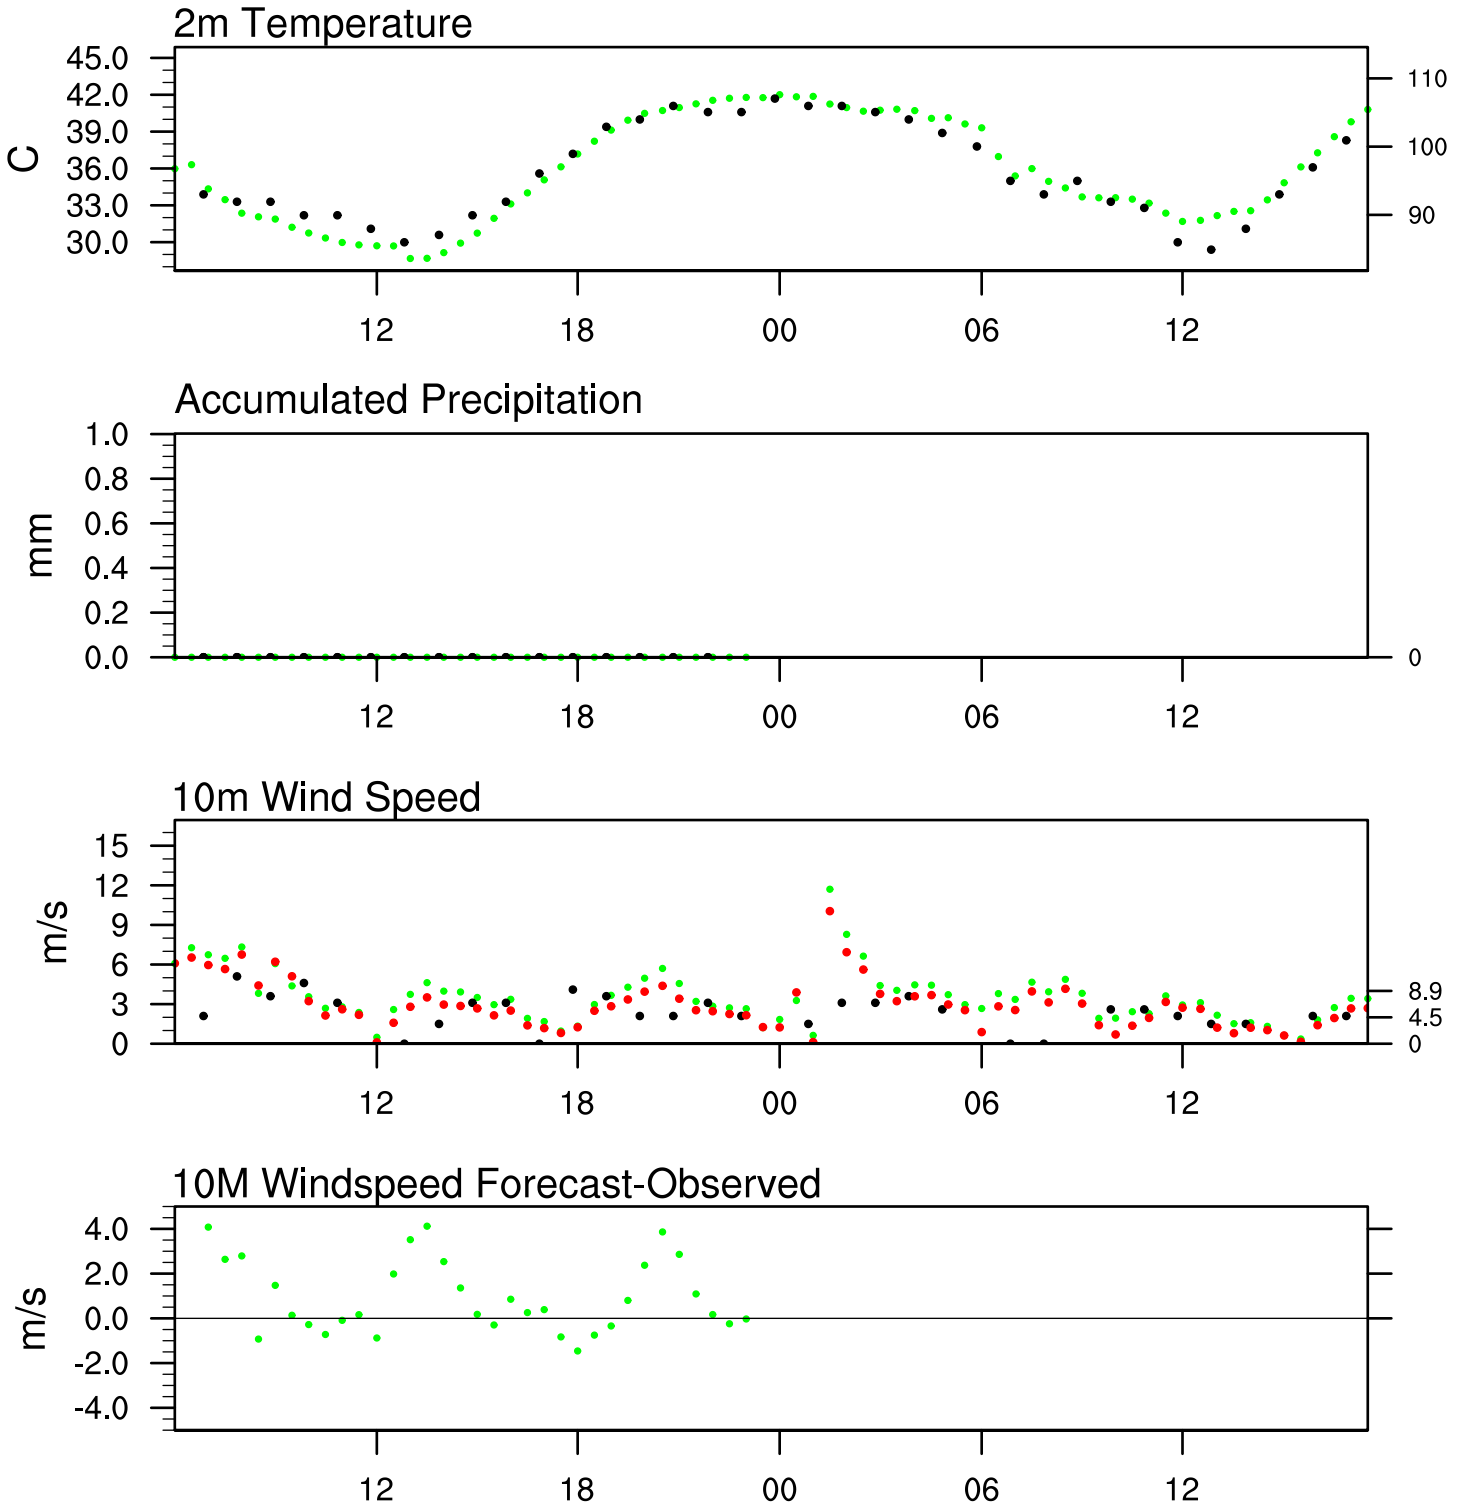 2m Temperature
45.0
42.0
39.0
36.0
33.0
30.0
C
110
100
90
12 18 00 06 12
Accumulated Precipitation
1.0
0.8
0.6
0.4
0.2
0.0
mm
0
12 18 00 06 12
10m Wind Speed
15
12
9
6
3
0
m/s
8.9
4.5
0
12 18 00 06 12
10M Windspeed Forecast-Observed
4.0
2.0
0.0
-2.0
-4.0
m/s
12 18 00 06 12